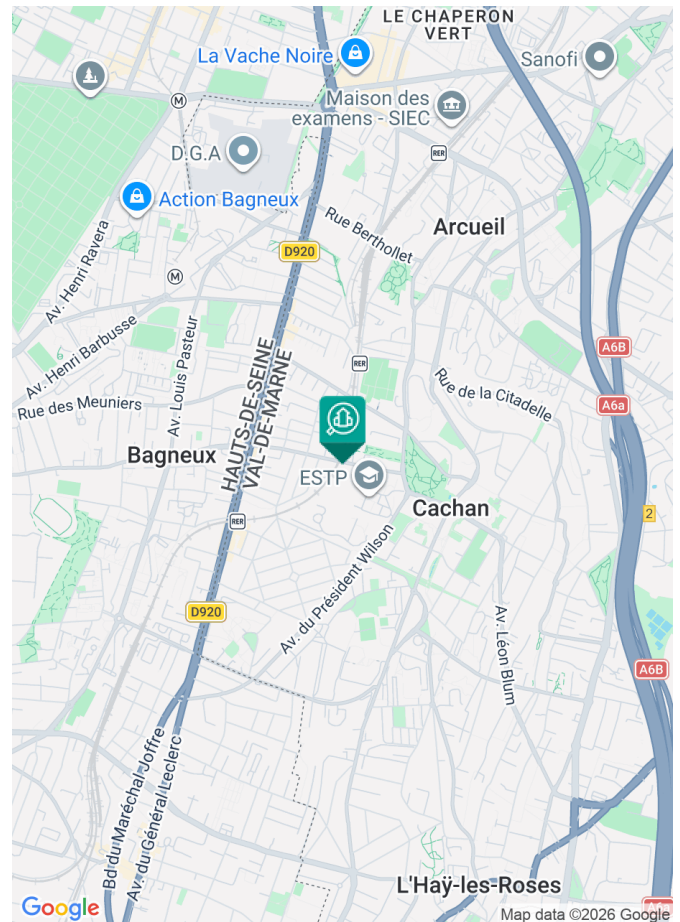 LE CHAPERON
VERT
La Vache Noire
Sanofi
Maison des
examens - SIEC
M
D.G.A
RER
Action Bagneux
Rue Berthollet
Arcueil
D920
Av. Henri Ravera
M
Av. Henri Barbusse
Av. Louis Pasteur
HAUTS-DE-SEINE
VAL-DE-MARNE
RER
A6B
Rue de la Citadelle
A6a
Rue des Meuniers
Bagneux
ESTP
Cachan
2
RER
Av. du Président Wilson
D920
Av. Léon Blum
A6B
Bd du Maréchal Joffre
Av. du Général Leclerc
L'Haÿ-les-Roses
A6a
Google
Map data ©2026 Google